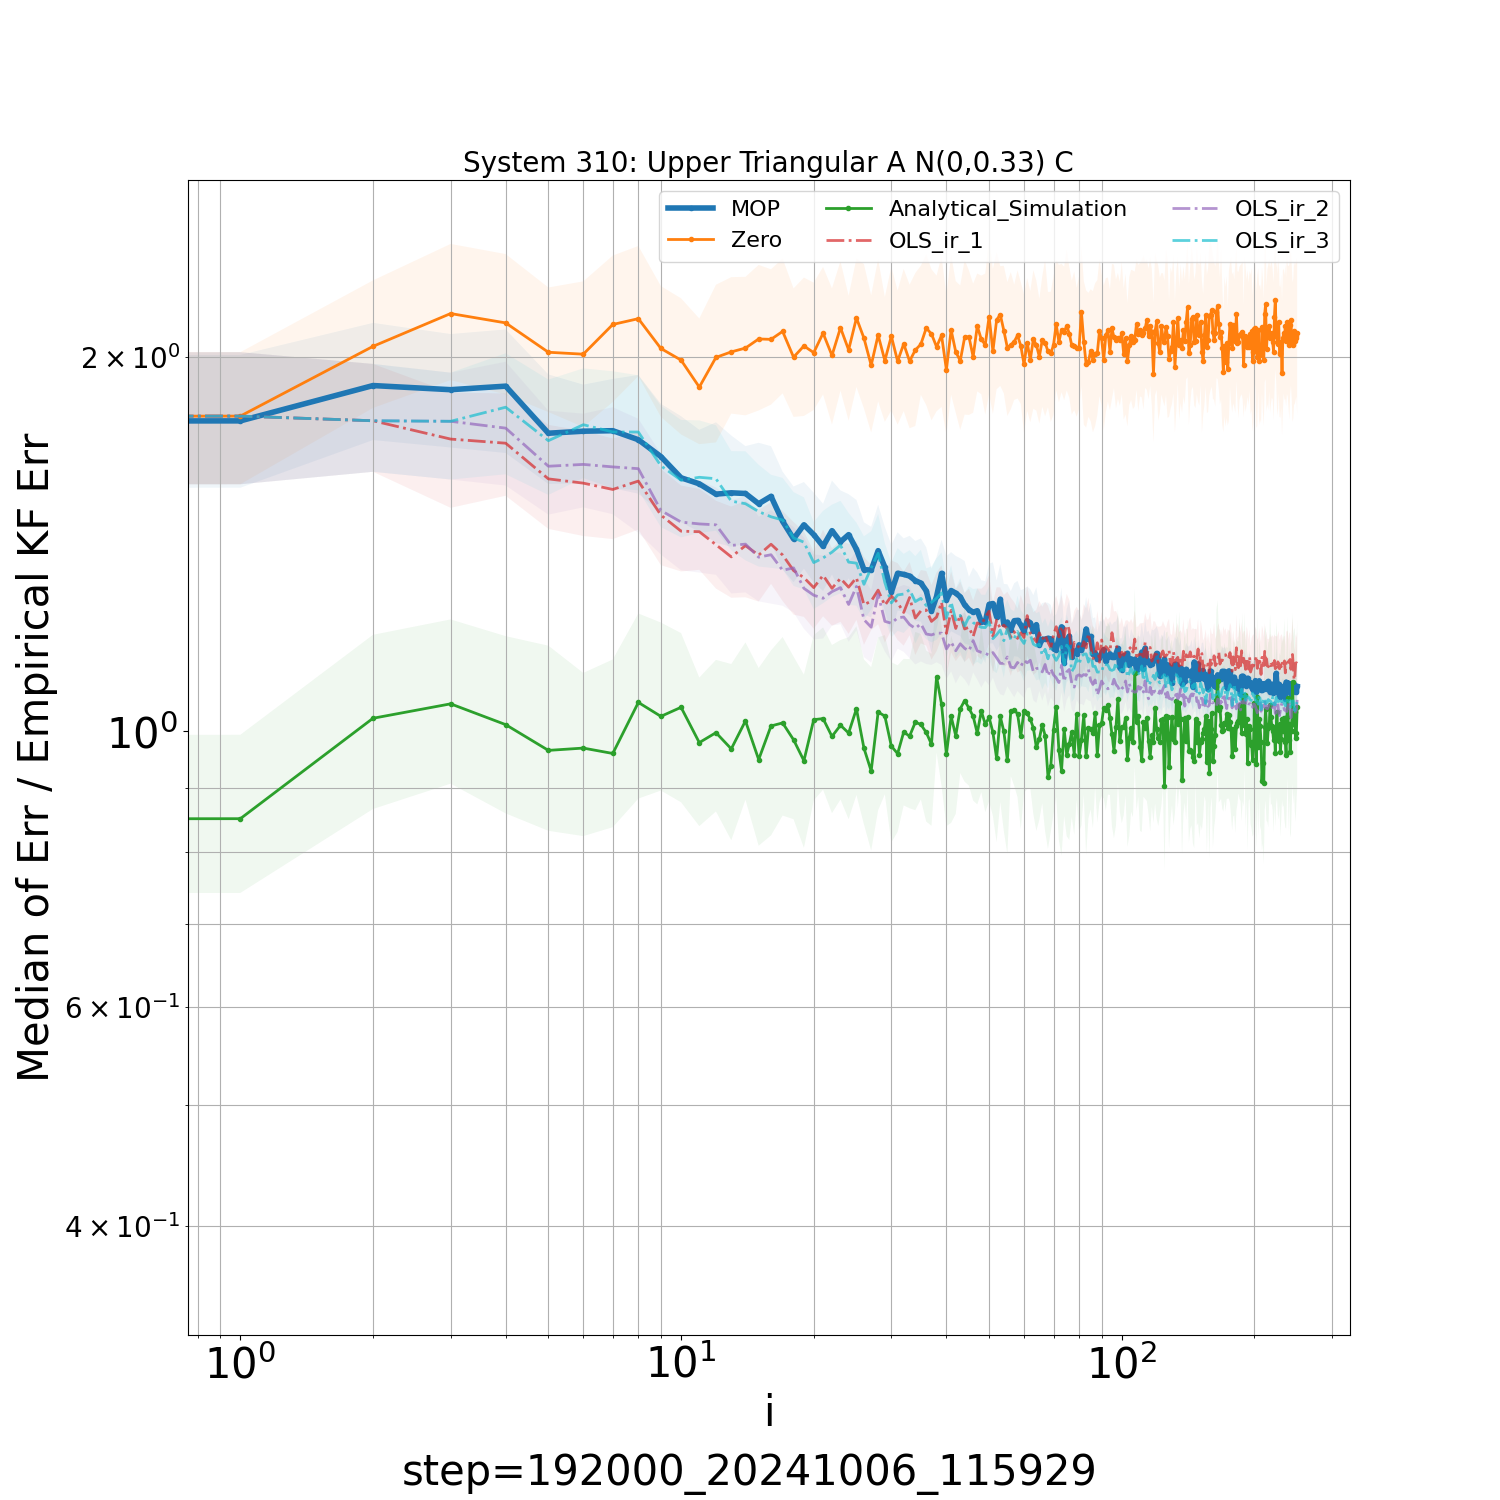 System 310: Upper Triangular A N(0,0.33) C
MOP
Zero
Analytical_Simulation
OLS_ir_1
OLS_ir_2
OLS_ir_3
Median of Err / Empirical KF Err
2 × 10⁰
10⁰
6 × 10⁻¹
4 × 10⁻¹
10⁰
10¹
10²
i
step=192000_20241006_115929